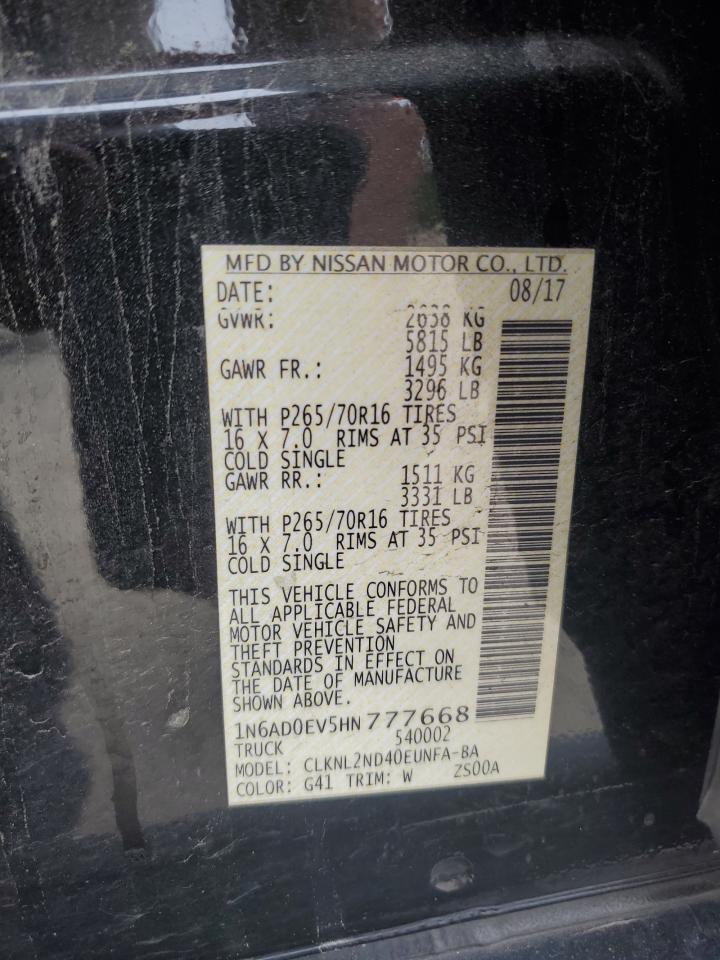 MFD BY NISSAN MOTOR CO., LTD.
DATE: 08/17
GVWR: 2638 KG
5815 LB
GAWR FR.: 1495 KG
3296 LB
WITH P265/70R16 TIRES
16 X 7.0 RIMS AT 35 PSI
COLD SINGLE
GAWR RR.: 1511 KG
3331 LB
WITH P265/70R16 TIRES
16 X 7.0 RIMS AT 35 PSI
COLD SINGLE
THIS VEHICLE CONFORMS TO
ALL APPLICABLE FEDERAL
MOTOR VEHICLE SAFETY AND
THEFT PREVENTION
STANDARDS IN EFFECT ON
THE DATE OF MANUFACTURE
SHOWN ABOVE.
1N6AD0EV5HN777668
TRUCK 540002
MODEL: CLKNL2ND40EUNFA-BA
COLOR: G41 TRIM: W ZS00A